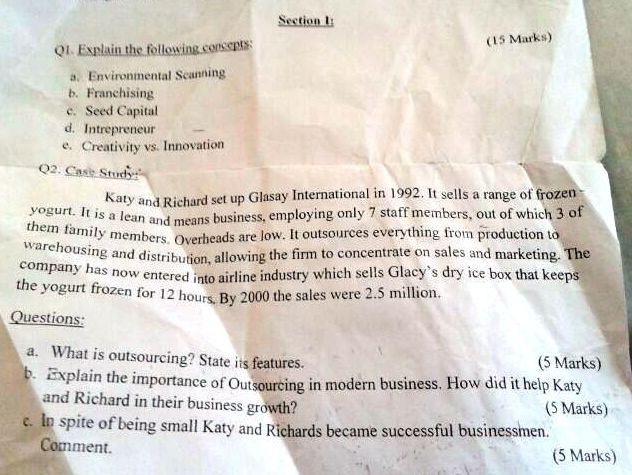 Section I:
(15 Marks)
Q1. Explain the following concepts:
a. Environmental Scanning
b. Franchising
c. Seed Capital
d. Intrepreneur
e. Creativity vs. Innovation
Q2. Case Study:
Katy and Richard set up Glasay International in 1992. It sells a range of frozen
yogurt. It is a lean and means business, employing only 7 staff members, out of which 3 of
them family members. Overheads are low. It outsources everything from production to
warehousing and distribution, allowing the firm to concentrate on sales and marketing. The
company has now entered into airline industry which sells Glacy's dry ice box that keeps
the yogurt frozen for 12 hours. By 2000 the sales were 2.5 million.
Questions:
a. What is outsourcing? State its features. (5 Marks)
b. Explain the importance of Outsourcing in modern business. How did it help Katy
and Richard in their business growth? (5 Marks)
c. In spite of being small Katy and Richards became successful businessmen.
Comment. (5 Marks)